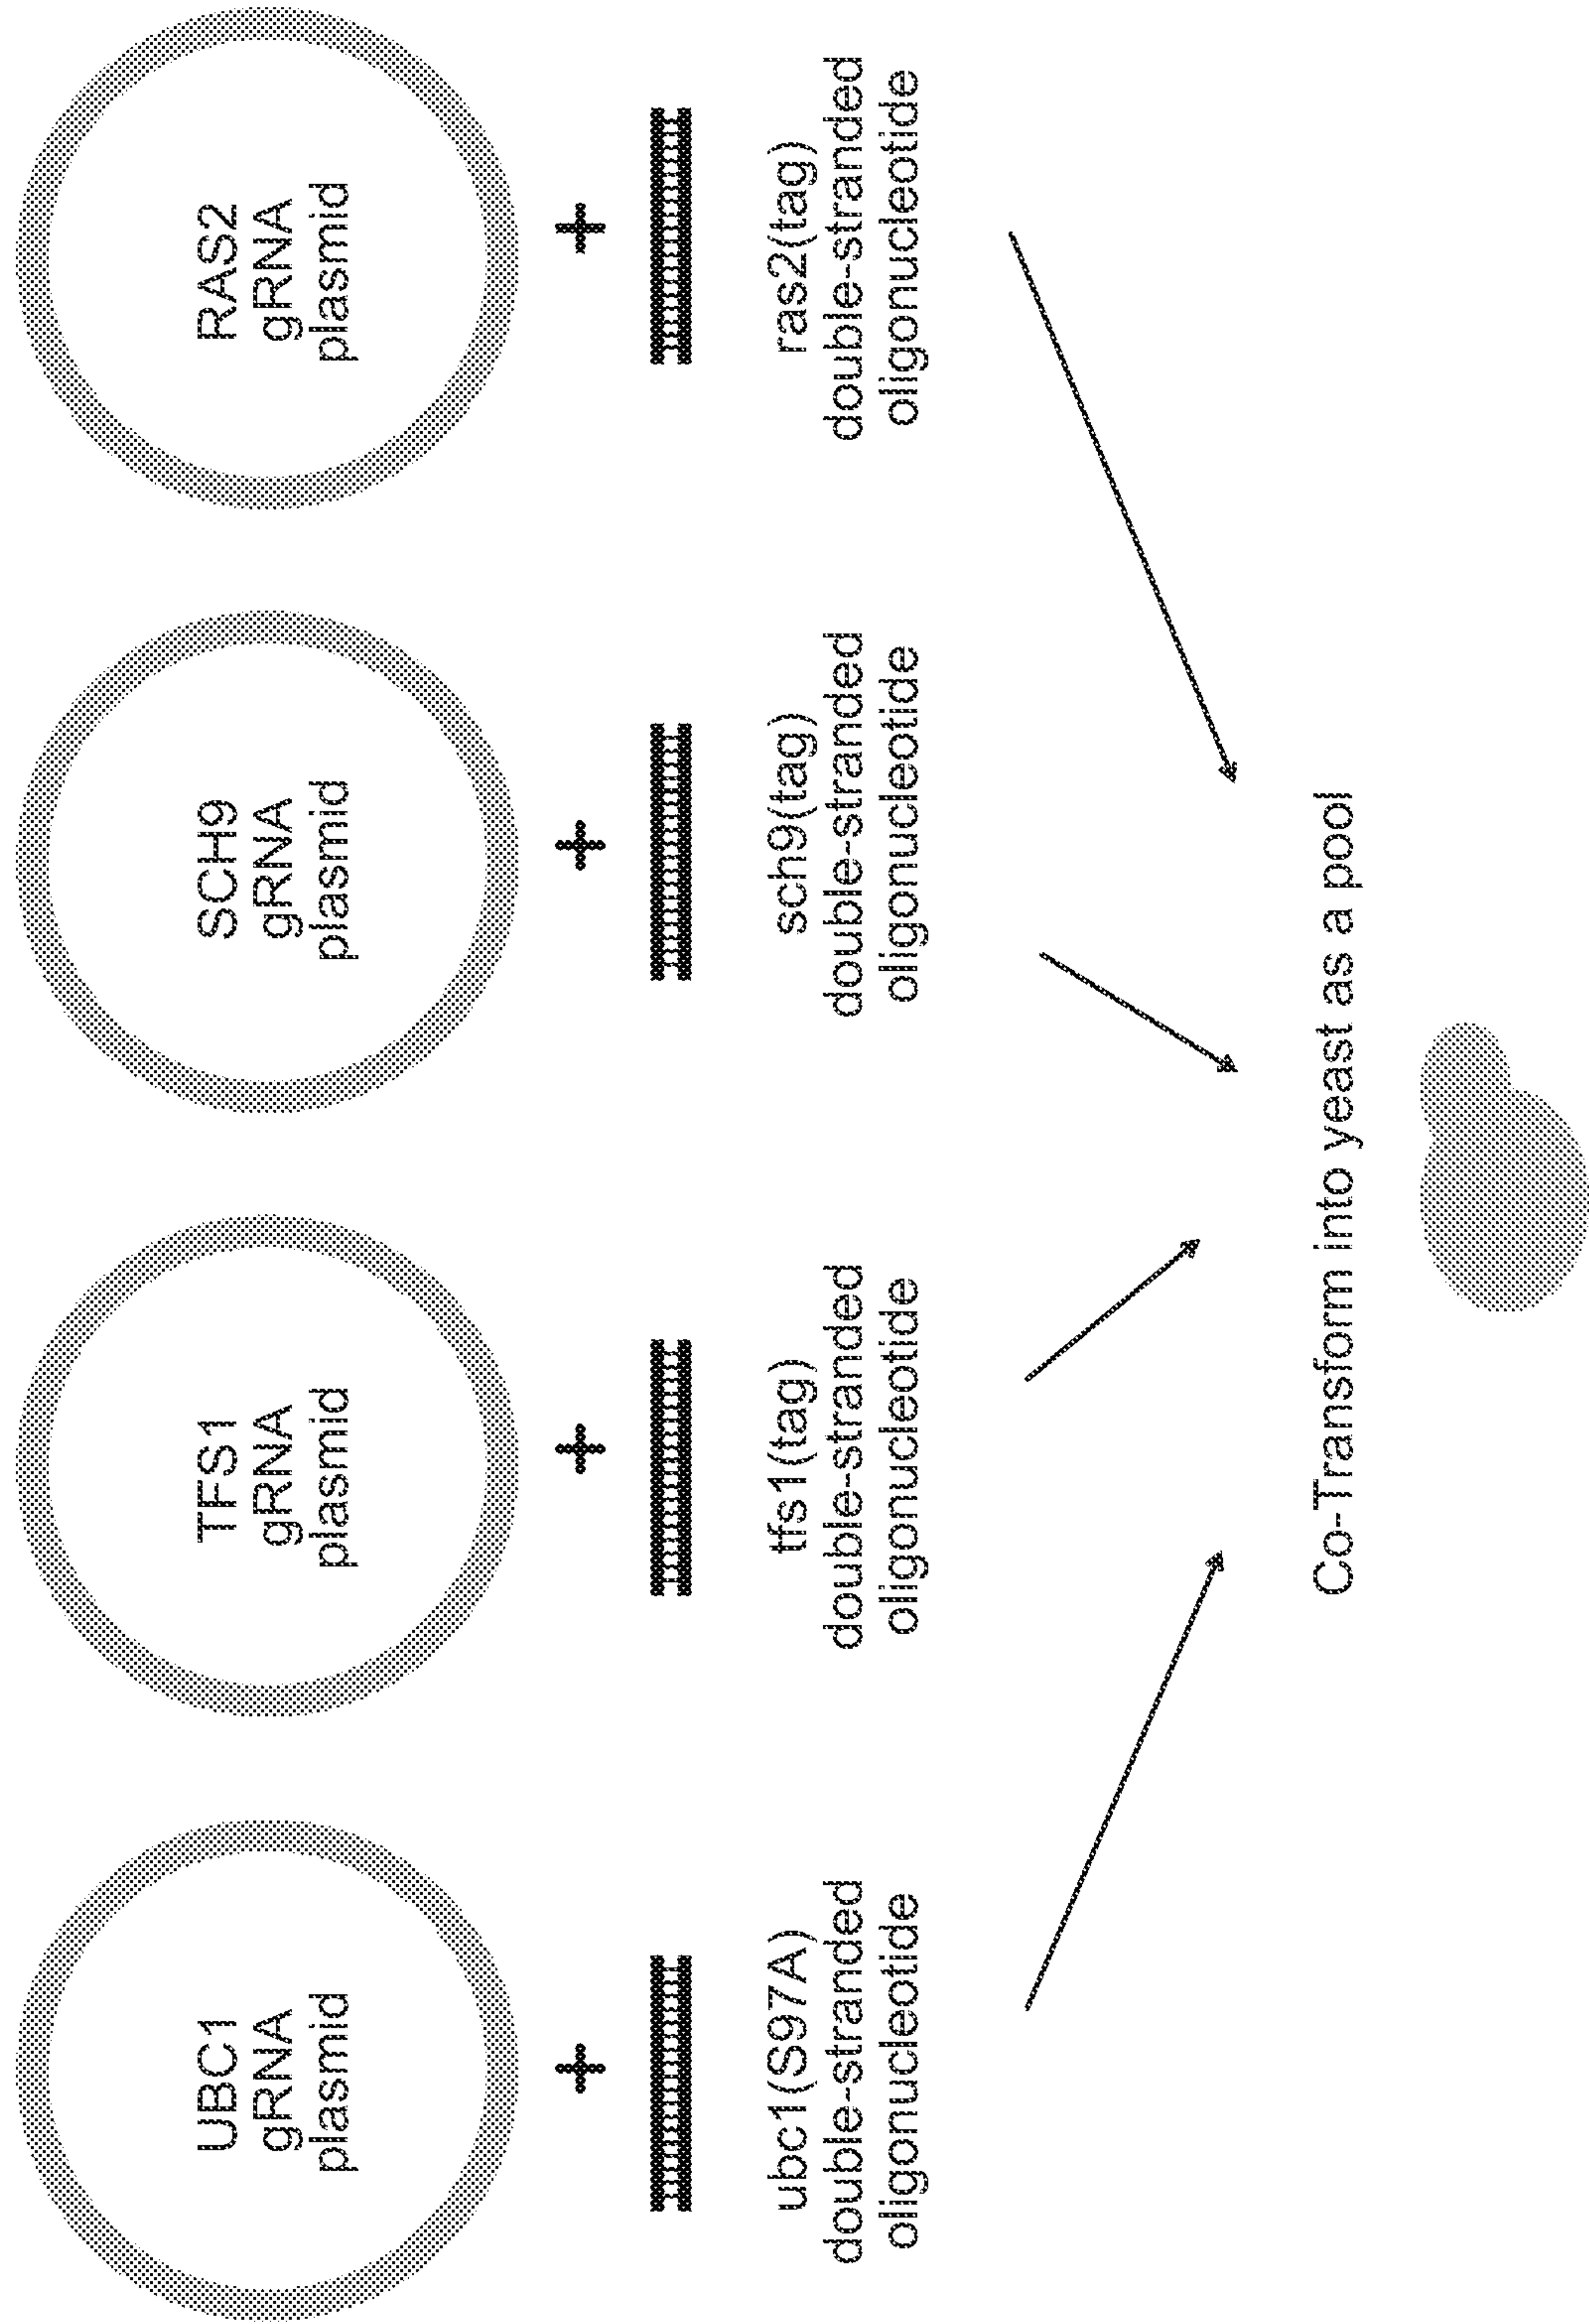 UBC1
gRNA
plasmid
TFS1
gRNA
plasmid
SCH9
gRNA
plasmid
RAS2
gRNA
plasmid
+
+
+
+
ubc1(S97A)
double-stranded
oligonucleotide
tfs1(tag)
double-stranded
oligonucleotide
sch9(tag)
double-stranded
oligonucleotide
ras2(tag)
double-stranded
oligonucleotide
Co-Transform into yeast as a pool